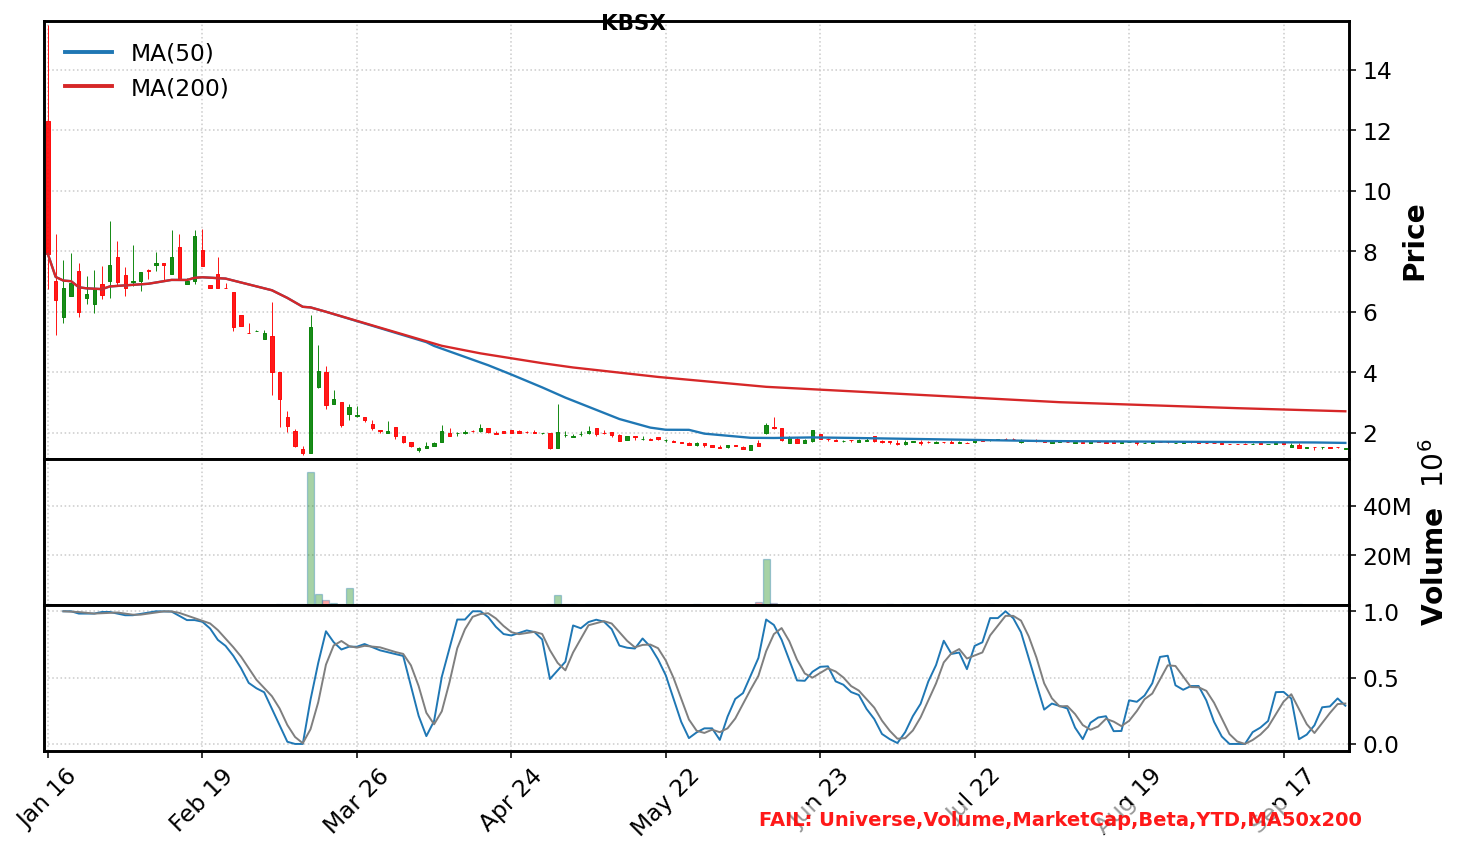 KBSX
MA(50)
MA(200)
14
12
10
8
6
4
2
Price
40M
20M
Volume 10^6
1.0
0.5
0.0
Jan 16
Feb 19
Mar 26
Apr 24
May 22
Jun 23
Jul 22
Aug 19
Sep 17
FAIL: Universe,Volume,MarketCap,Beta,YTD,MA50x200